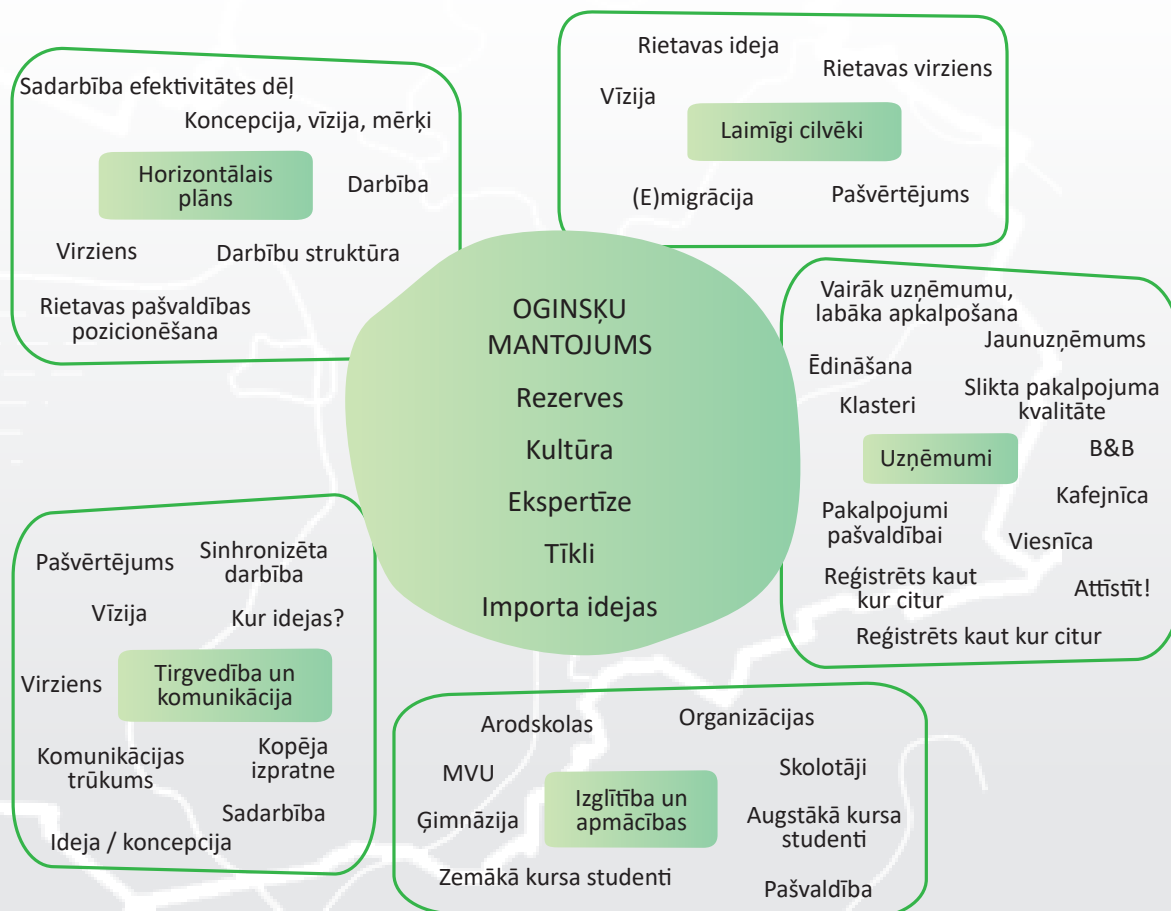 Sadarbība efektivitātes dēļ
Koncepcija, vīzija, mērķi
Horizontālais
plāns
Darbība
Virziens
Darbību struktūra
Rietavas pašvaldības
pozicionēšana
Rietavas ideja
Rietavas virziens
Vīzija
Laimīgi cilvēki
(E)migrācija
Pašvērtējums
OGINSĶU
MANTOJUMS
Rezerves
Kultūra
Ekspertīze
Tīkli
Importa idejas
Vairāk uzņēmumu,
labāka apkalpošana
Jaunuzņēmums
Ēdināšana
Klasteri
Slikta pakalpojuma
kvalitāte
Uzņēmumi
B&B
Kafejnīca
Pakalpojumi
pašvaldībai
Viesnīca
Reģistrēts kaut
kur citur
Attīstīt!
Reģistrēts kaut kur citur
Pašvērtējums
Sinhronizēta
darbība
Vīzija
Kur idejas?
Virziens
Tirgvedība un
komunikācija
Komunikācijas
trūkums
Kopēja
izpratne
Sadarbība
Ideja / koncepcija
Arodskolas
Organizācijas
MVU
Skolotāji
Izglītība un
apmācības
Ģimnāzija
Augstākā kursa
studenti
Zemākā kursa studenti
Pašvaldība